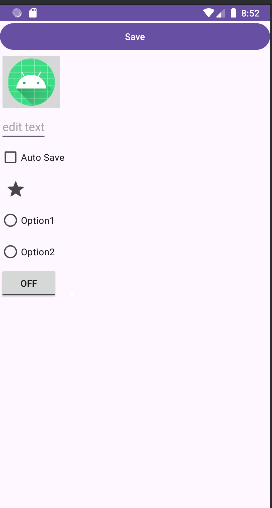 8:52
Save
edit text
Auto Save
Option1
Option2
OFF